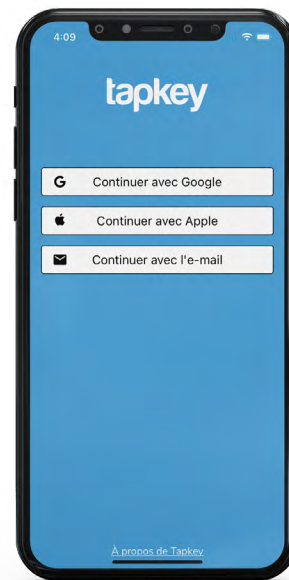 4:09
tapkey
Continuer avec Google
Continuer avec Apple
Continuer avec l'e-mail
À propos de Tapkey